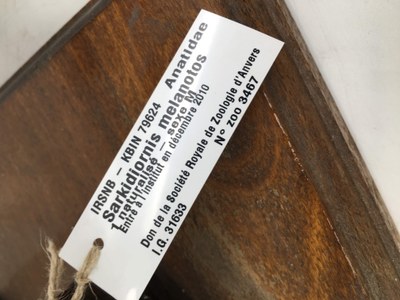 IRSNB – KBIN 79624 Anatidae
Sarkidiornis melanotos
1 naturalisé – sexe M
Entré à l'Institut en décembre 2010
Don de la Société Royale de Zoologie d'Anvers
I.G. 31633 N° zoo 3467